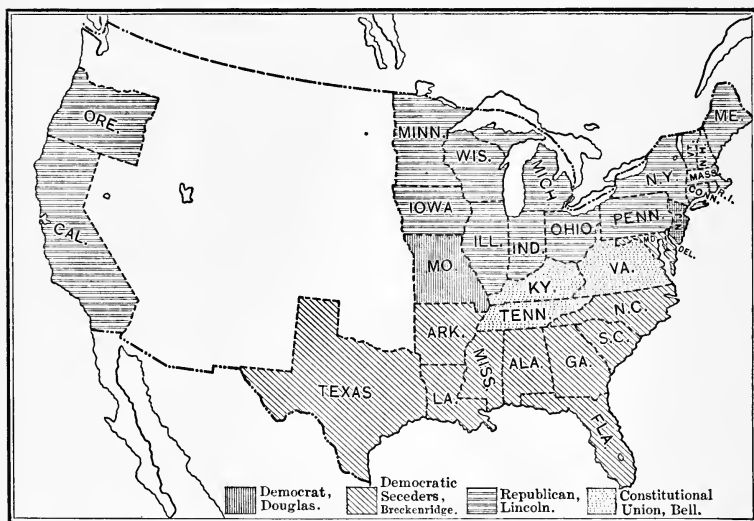 ORE.
CAL.
MINN.
IOWA
MO.
ARK.
LA.
TEXAS
WIS.
MICH
ILL.
IND.
OHIO.
KY.
TENN.
MISS.
ALA.
GA.
FLA.
S.C.
N.C.
VA.
MD.
DEL.
PENN.
N.J.
N.Y.
CONN.
R.I.
MASS
VT.
N.H.
ME.
Democrat,
Douglas.
Democratic
Seceders,
Breckenridge.
Republican,
Lincoln.
Constitutional
Union, Bell.